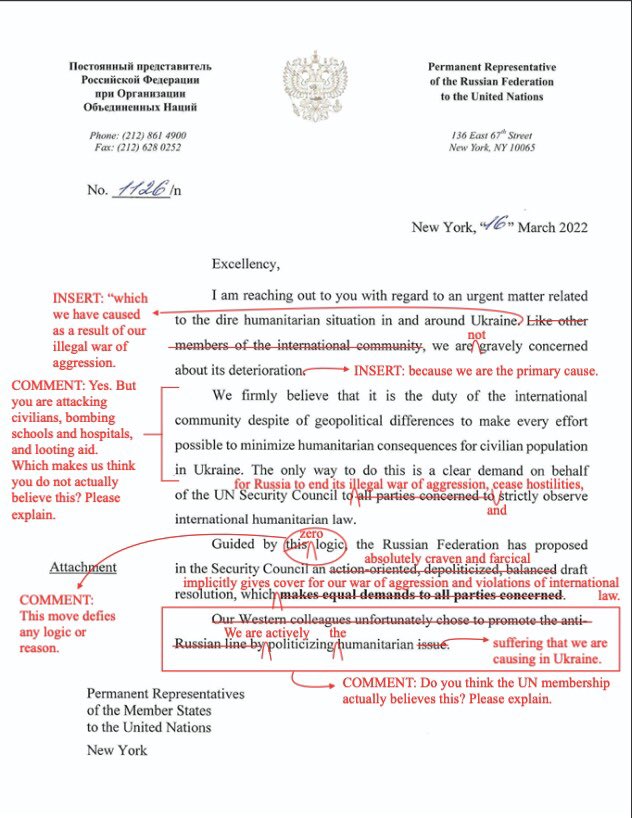 Постоянный представитель
Российской Федерации
при Организации
Объединенных Наций
Phone: (212) 861 4900
Fax: (212) 628 0252
Permanent Representative
of the Russian Federation
to the United Nations
136 East 67th Street
New York, NY 10065
No. 1126/n
New York, “16” March 2022
Excellency,
I am reaching out to you with regard to an urgent matter related
to the dire humanitarian situation in and around Ukraine. Like other
not
members of the international community, we are gravely concerned
about its deterioration.
INSERT: “which
we have caused
as a result of our
illegal war of
aggression.
INSERT: because we are the primary cause.
COMMENT: Yes. But
you are attacking
civilians, bombing
schools and hospitals,
and looting aid.
Which makes us think
you do not actually
believe this? Please
explain.
We firmly believe that it is the duty of the international
community despite of geopolitical differences to make every effort
possible to minimize humanitarian consequences for civilian population
in Ukraine. The only way to do this is a clear demand on behalf
for Russia to end its illegal war of aggression, cease hostilities,
of the UN Security Council to all parties concerned to strictly observe
and
international humanitarian law.
zero
Guided by this logic, the Russian Federation has proposed
absolutely craven and farcical
in the Security Council an action-oriented, depoliticized, balanced draft
implicitly gives cover for our war of aggression and violations of international
law.
resolution, which makes equal demands to all parties concerned.
Attachment
COMMENT:
This move defies
any logic or
reason.
Our Western colleagues unfortunately chose to promote the anti-
We are actively the
Russian line by politicizing humanitarian issue.
suffering that we are
causing in Ukraine.
COMMENT: Do you think the UN membership
actually believes this? Please explain.
Permanent Representatives
of the Member States
to the United Nations
New York